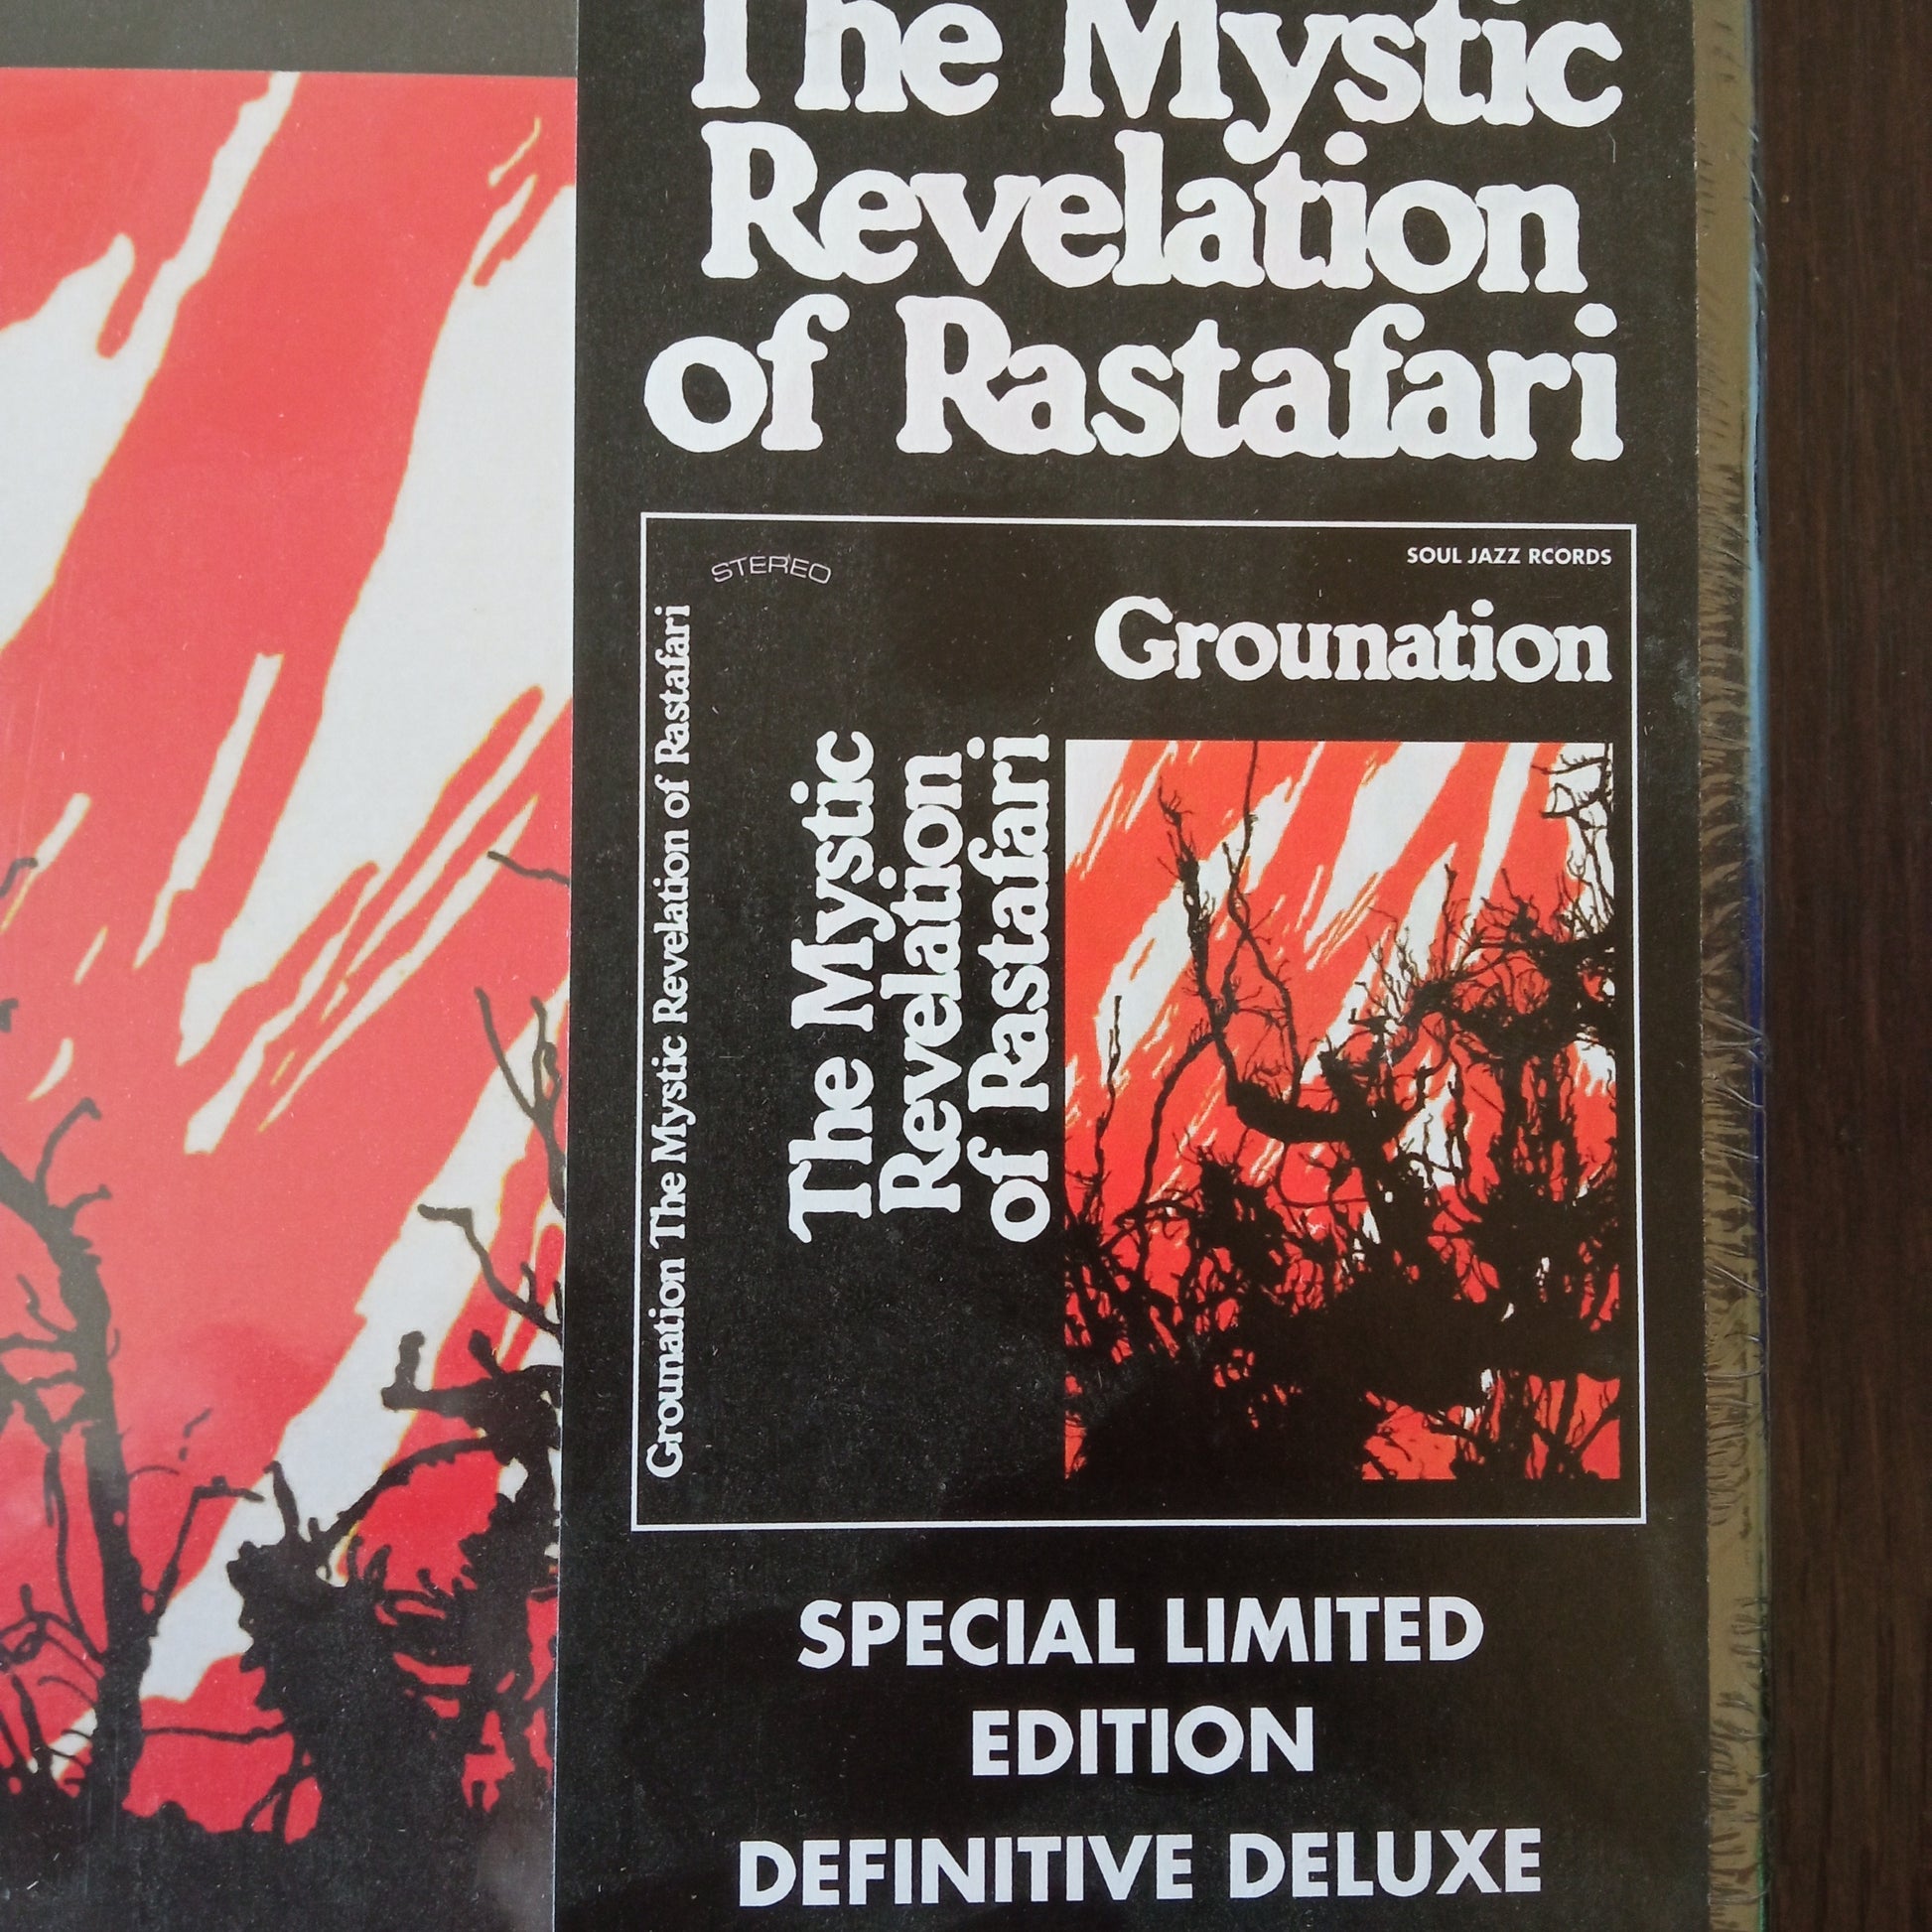 The Mystic
Revelation
of Rastafari
STEREO
SOUL JAZZ RCORDS
Grounation
Grounation The Mystic Revelation of Rastafari
The Mystic
Revelation
of Rastafari
SPECIAL LIMITED
EDITION
DEFINITIVE DELUXE